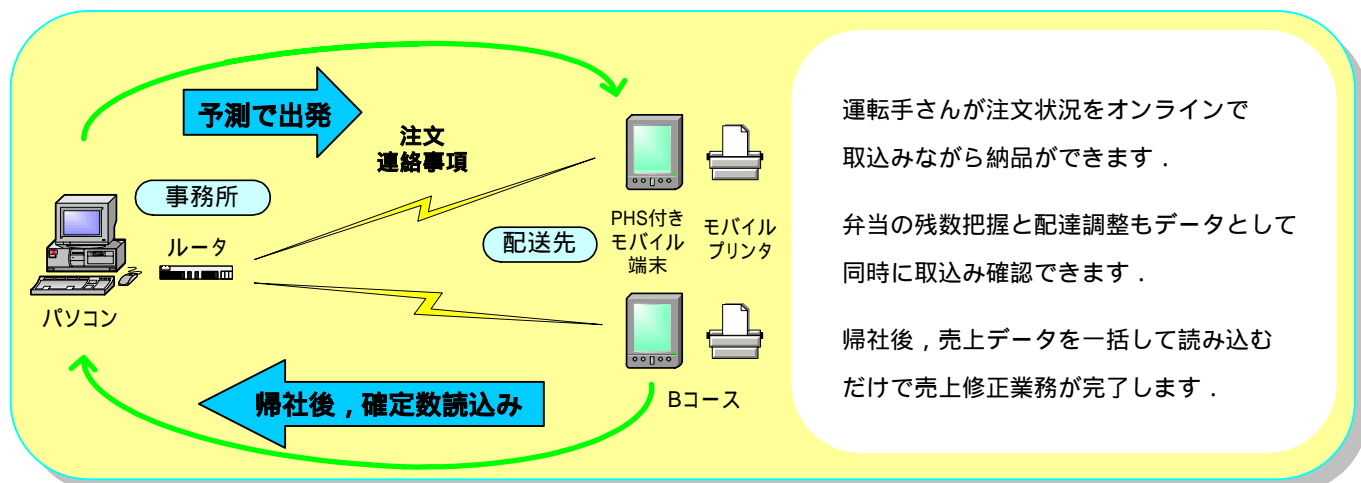 予測で出発
注文
連絡事項
事務所
ルータ
パソコン
配送先
PHS付き
モバイル
端末
モバイル
プリンタ
Bコース
帰社後,確定数読込み
運転手さんが注文状況をオンラインで
取込みながら納品ができます.
弁当の残数把握と配達調整もデータとして
同時に取込み確認できます.
帰社後,売上データを一括して読み込む
だけで売上修正業務が完了します.